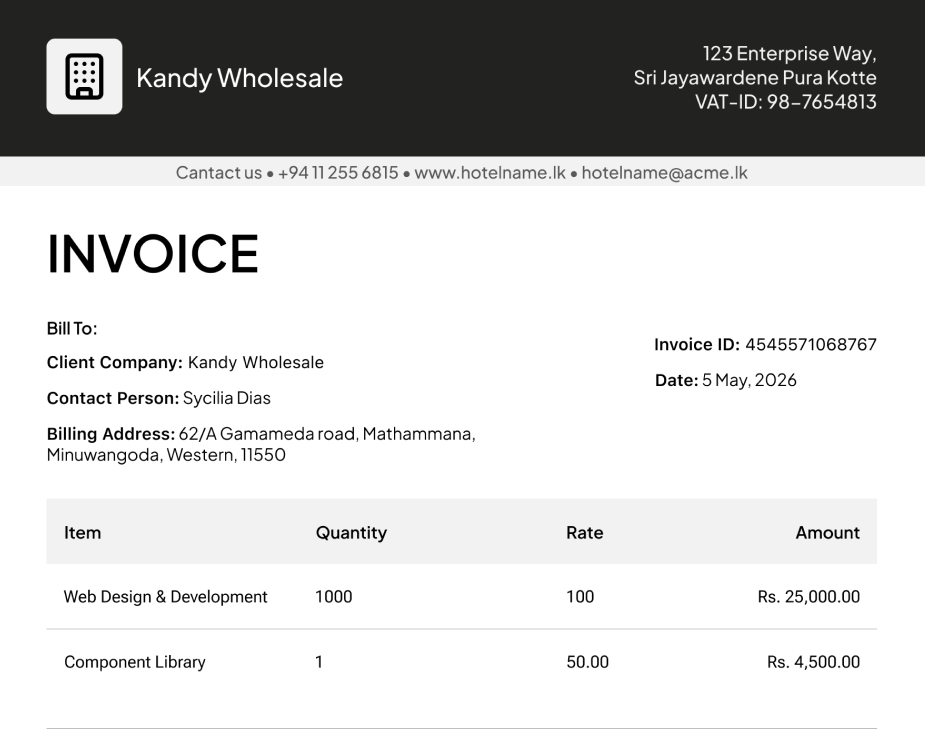 Kandy Wholesale
123 Enterprise Way,
Sri Jayawardene Pura Kotte
VAT-ID: 98-7654813
Contact us • +94 11 255 6815 • www.hotelname.lk • hotelname@acme.lk
INVOICE
Bill To:
Client Company: Kandy Wholesale
Contact Person: Sycilia Dias
Billing Address: 62/A Gamameda road, Mathammana,
Minuwangoda, Western, 11550
Invoice ID: 4545571068767
Date: 5 May, 2026
Item Quantity Rate Amount
Web Design & Development 1000 100 Rs. 25,000.00
Component Library 1 50.00 Rs. 4,500.00